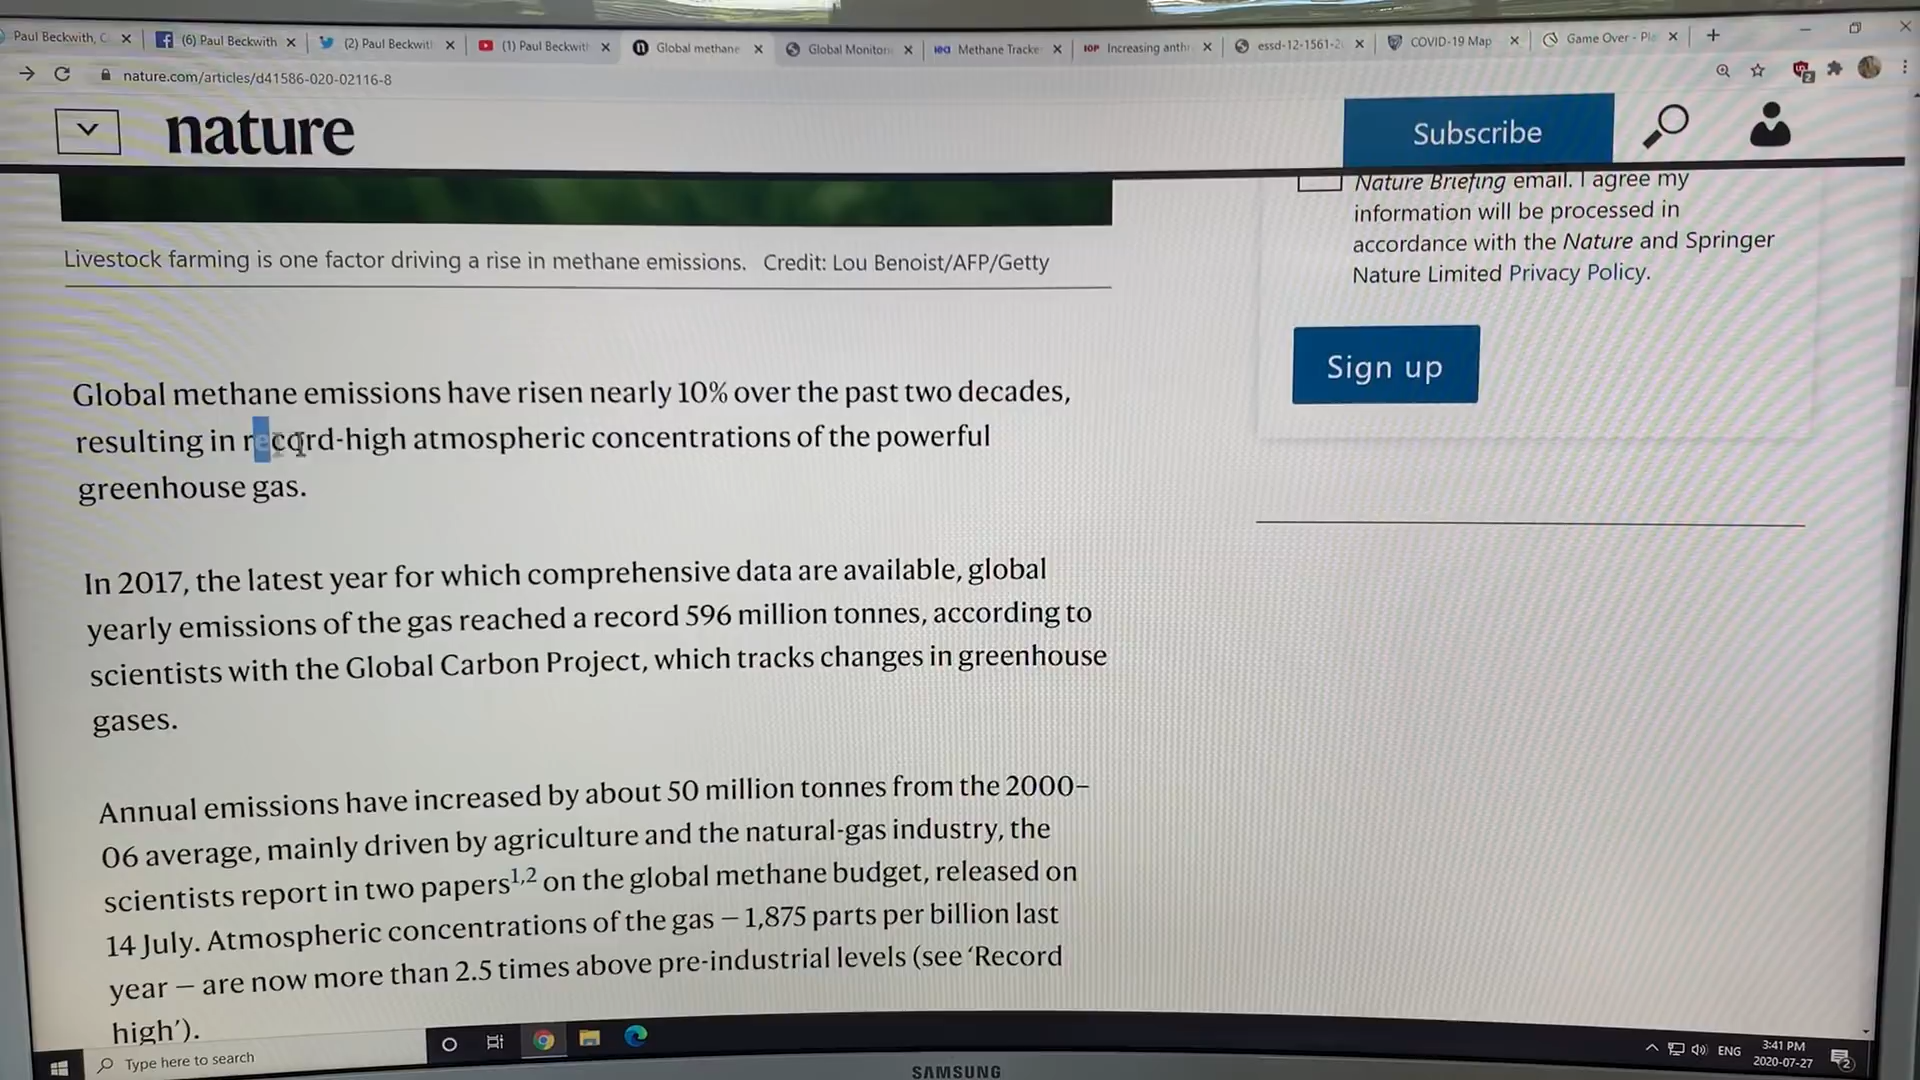 Paul Beckwith, C
(6) Paul Beckwith
(2) Paul Beckwit
(1) Paul Beckwith
Global methane
Global Monitor
iea Methane Tracke
IOP Increasing anthr
essd-12-1561-2
COVID-19 Map
Game Over - Pl
nature.com/articles/d41586-020-02116-8
2
nature
Subscribe
Nature Briefing email. I agree my
information will be processed in
accordance with the Nature and Springer
Nature Limited Privacy Policy.
Sign up
Livestock farming is one factor driving a rise in methane emissions. Credit: Lou Benoist/AFP/Getty
Global methane emissions have risen nearly 10% over the past two decades,
resulting in record-high atmospheric concentrations of the powerful
greenhouse gas.
In 2017, the latest year for which comprehensive data are available, global
yearly emissions of the gas reached a record 596 million tonnes, according to
scientists with the Global Carbon Project, which tracks changes in greenhouse
gases.
Annual emissions have increased by about 50 million tonnes from the 2000–
06 average, mainly driven by agriculture and the natural-gas industry, the
scientists report in two papers1,2 on the global methane budget, released on
14 July. Atmospheric concentrations of the gas — 1,875 parts per billion last
year — are now more than 2.5 times above pre-industrial levels (see ‘Record
high’).
Type here to search
ENG
3:41 PM
2020-07-27
2
SAMSUNG